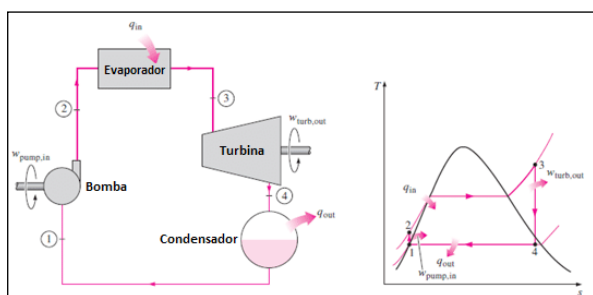 q_in
Evaporador
2
3
w_turb,out
w_pump,in
Turbina
Bomba
4
1
q_out
Condensador
T
3
w_turb,out
q_in
2
1
4
q_out
w_pump,in
s